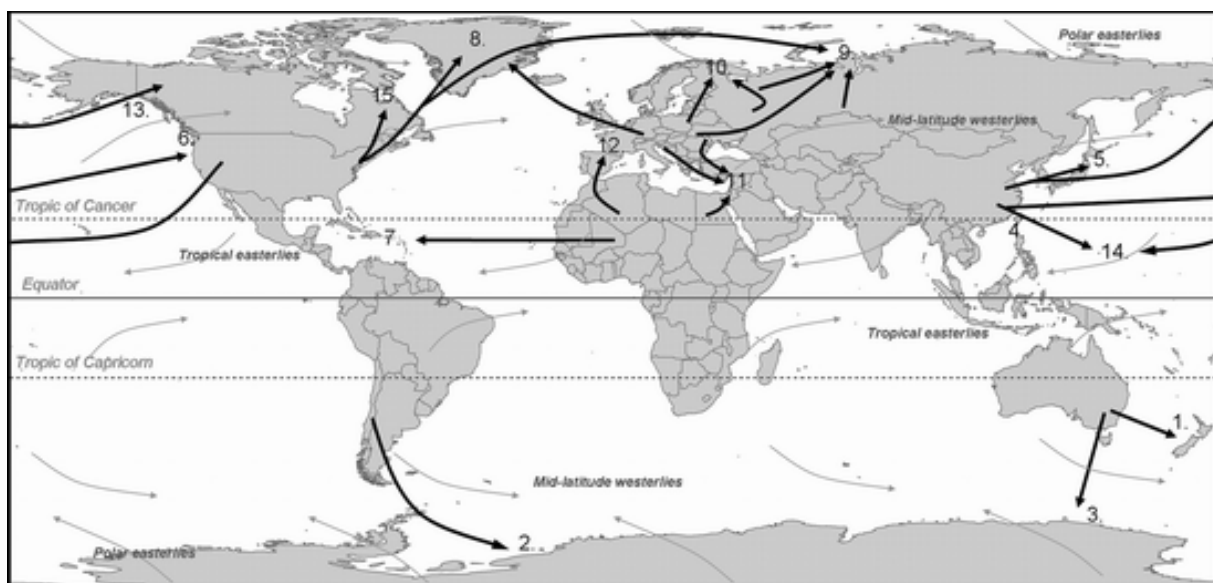 Polar easterlies
8.
9.
10.
15.
13.
Mid-latitude westerlies
6.
12.
5.
11.
Tropic of Cancer
4.
7.
14.
Tropical easterlies
Equator
Tropical easterlies
Tropic of Capricorn
1.
Mid-latitude westerlies
3.
2.
Polar easterlies